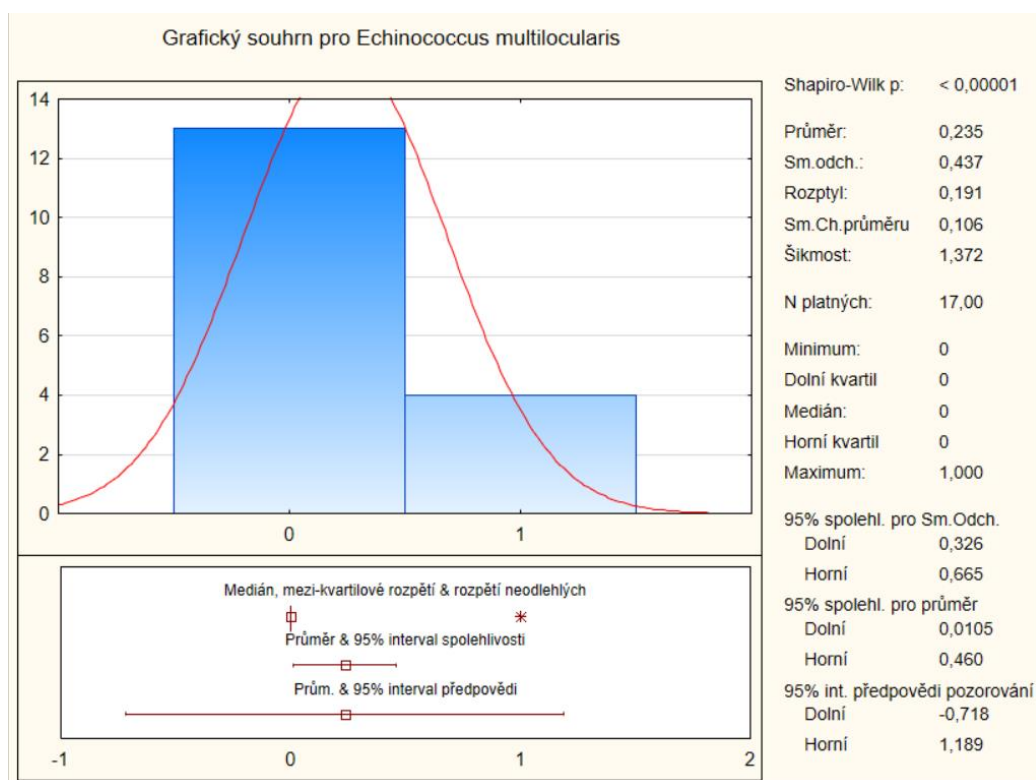 Grafický souhrn pro Echinococcus multilocularis
14
12
10
8
6
4
2
0
0
1
Medián, mezi-kvartilové rozpětí & rozpětí neodlehlých
Průměr & 95% interval spolehlivosti
Prům. & 95% interval předpovědi
-1
0
1
2
Shapiro-Wilk p: < 0,00001
Průměr: 0,235
Sm.odch.: 0,437
Rozptyl: 0,191
Sm.Ch.průměru 0,106
Šikmost: 1,372
N platných: 17,00
Minimum: 0
Dolní kvartil 0
Medián: 0
Horní kvartil 0
Maximum: 1,000
95% spolehl. pro Sm.Odch.
Dolní 0,326
Horní 0,665
95% spolehl. pro průměr
Dolní 0,0105
Horní 0,460
95% int. předpovědi pozorování
Dolní -0,718
Horní 1,189